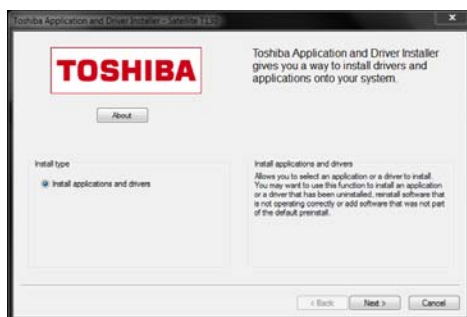 Toshiba Application and Driver Installer - Satellite T130
TOSHIBA
Toshiba Application and Driver Installer
gives you a way to install drivers and
applications onto your system.
About
Install type
Install applications and drivers
Install applications and drivers
Allows you to select an application or a driver to install.
You may want to use this function to install an application
or a driver that has been uninstalled, reinstall software that
is not operating correctly or add software that was not part
of the default preinstall.
< Back
Next >
Cancel